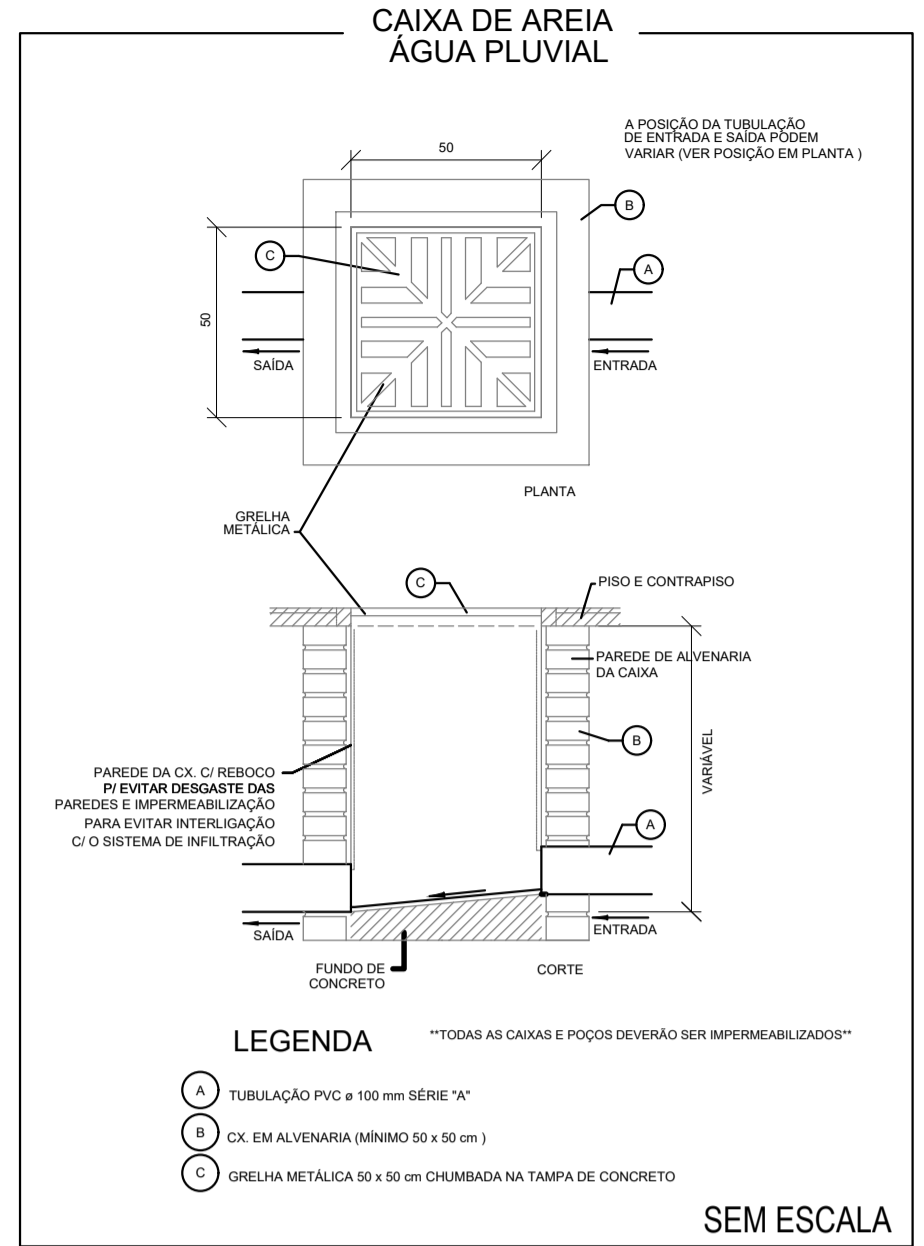 CAIXA DE AREIA
ÁGUA PLUVIAL
A POSIÇÃO DA TUBULAÇÃO
DE ENTRADA E SAÍDA PODEM
VARIAR (VER POSIÇÃO EM PLANTA )
50
B
C
A
50
SAÍDA
ENTRADA
PLANTA
GRELHA
METÁLICA
C
PISO E CONTRAPISO
PAREDE DE ALVENARIA
DA CAIXA
B
VARIÁVEL
PAREDE DA CX. C/ REBOCO
P/ EVITAR DESGASTE DAS
PAREDES E IMPERMEABILIZAÇÃO
PARA EVITAR INTERLIGAÇÃO
C/ O SISTEMA DE INFILTRAÇÃO
A
SAÍDA
ENTRADA
FUNDO DE
CONCRETO
CORTE
LEGENDA
**TODAS AS CAIXAS E POÇOS DEVERÃO SER IMPERMEABILIZADOS**
A TUBULAÇÃO PVC ø 100 mm SÉRIE "A"
B CX. EM ALVENARIA (MÍNIMO 50 x 50 cm )
C GRELHA METÁLICA 50 x 50 cm CHUMBADA NA TAMPA DE CONCRETO
SEM ESCALA